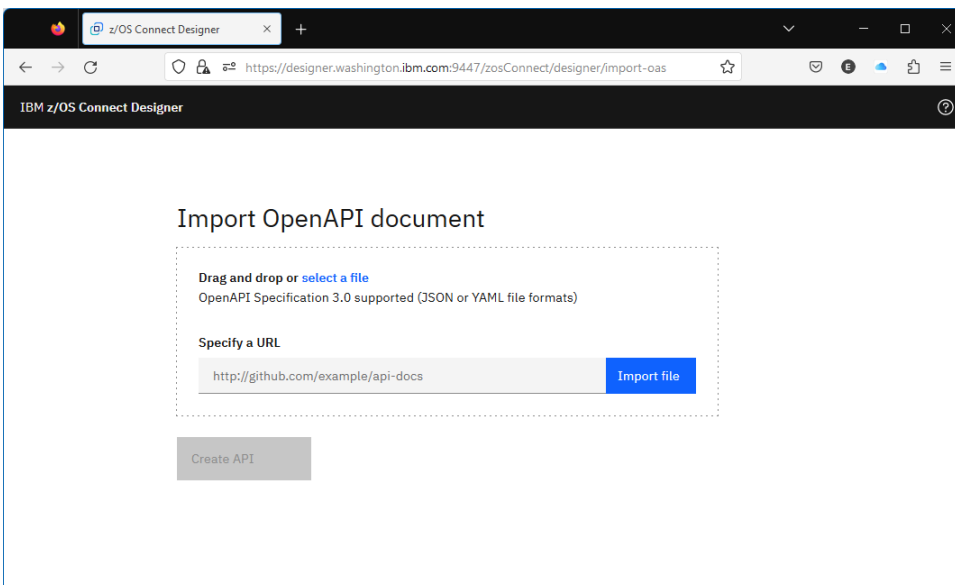 z/OS Connect Designer
https://designer.washington.ibm.com:9447/zosConnect/designer/import-oas
E
IBM z/OS Connect Designer
Import OpenAPI document
Drag and drop or select a file
OpenAPI Specification 3.0 supported (JSON or YAML file formats)
Specify a URL
http://github.com/example/api-docs
Import file
Create API